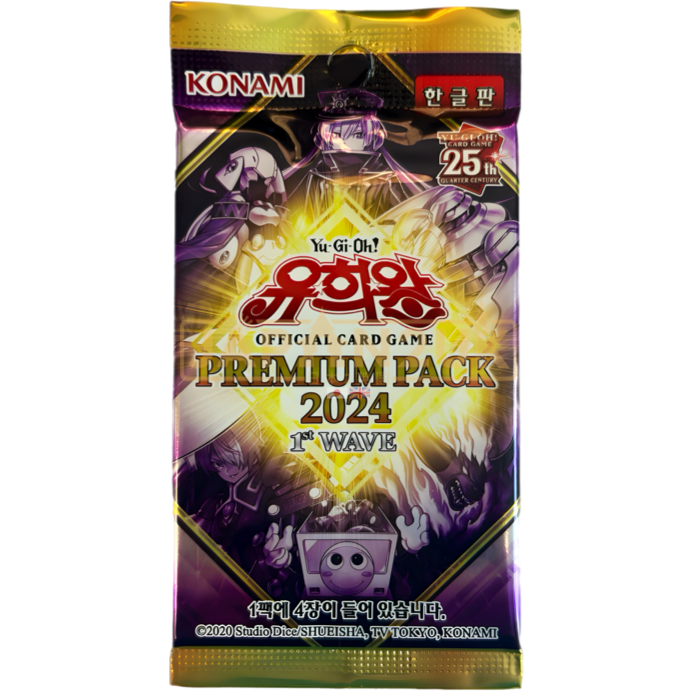 KONAMI
한글판
YU-GI-OH!
CARD GAME
25th
QUARTER CENTURY
Yu-Gi-Oh!
유희왕
OFFICIAL CARD GAME
PREMIUM PACK
2024
1st WAVE
1팩에 4장이 들어 있습니다.
©2020 Studio Dice/SHUEISHA, TV TOKYO, KONAMI